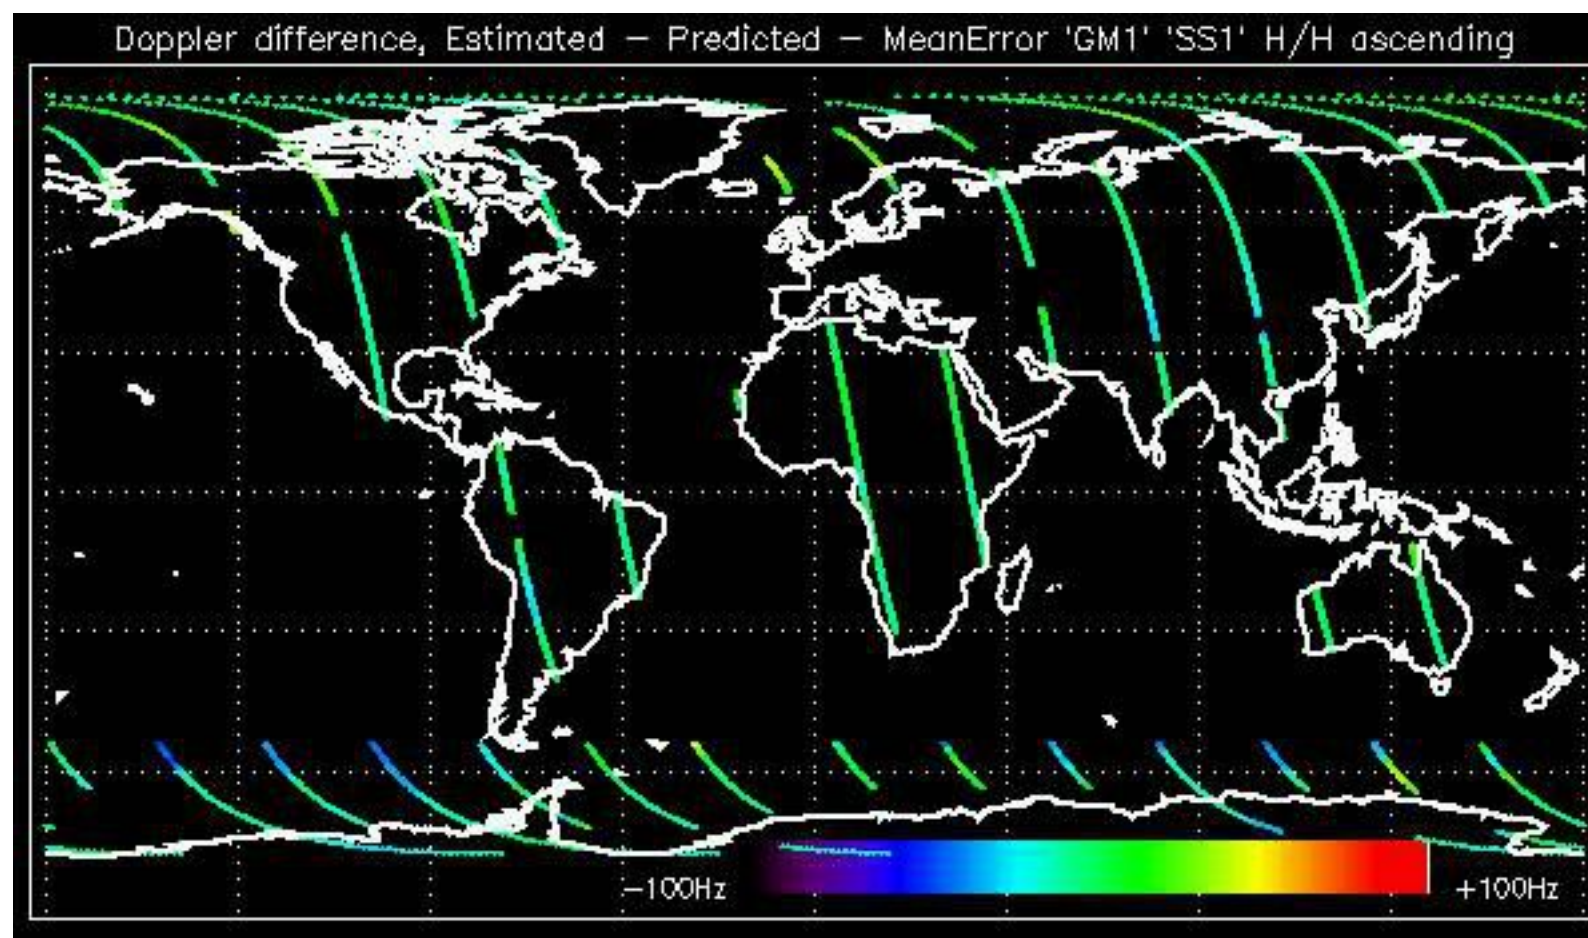 Doppler difference, Estimated – Predicted – MeanError 'GM1' 'SS1' H/H ascending
–100Hz +100Hz